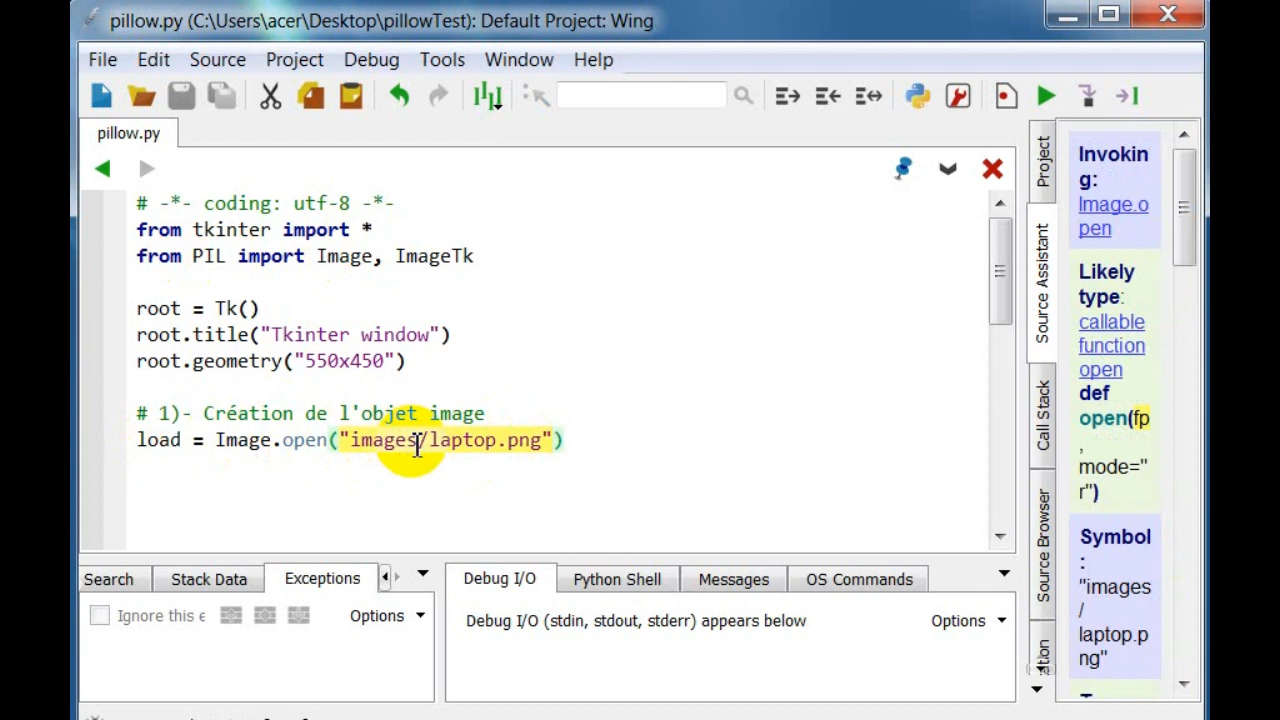 pillow.py (C:\Users\acer\Desktop\pillowTest): Default Project: Wing
File Edit Source Project Debug Tools Window Help
pillow.py
# -*- coding: utf-8 -*-
from tkinter import *
from PIL import Image, ImageTk
root = Tk()
root.title("Tkinter window")
root.geometry("550x450")
# 1)- Création de l'objet image
load = Image.open("images/laptop.png")
Project
Source Assistant
Call Stack
Source Browser
Invokin
g:
Image.o
pen
Likely
type:
callable
function
open
def
open(fp
,
mode="
r")
Symbol
:
"images
/
laptop.p
ng"
Search Stack Data Exceptions
Ignore this e Options
Debug I/O Python Shell Messages OS Commands
Debug I/O (stdin, stdout, stderr) appears below Options